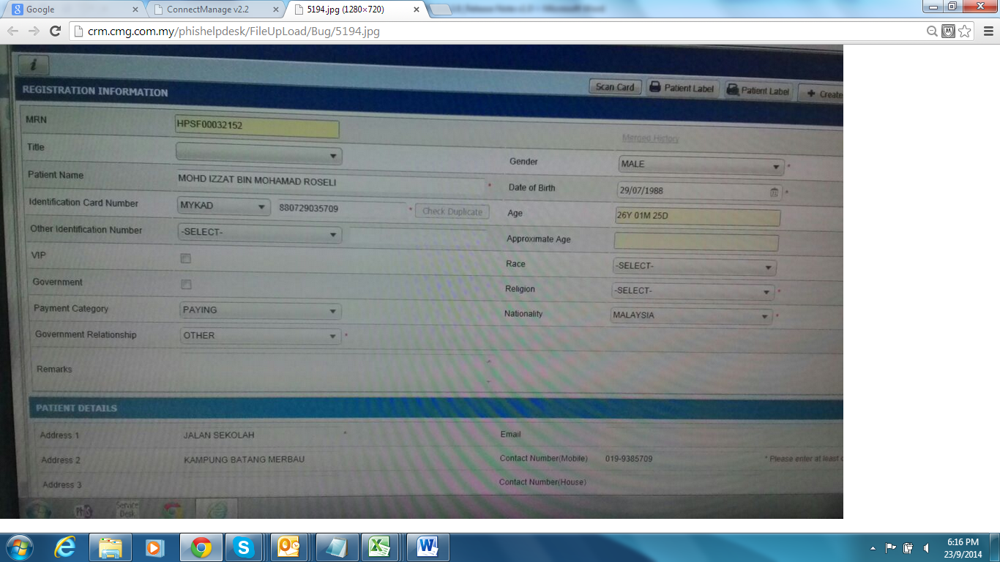 Google
ConnectManage v2.2
5194.jpg (1280×720)
crm.cmg.com.my/phishelpdesk/FileUpLoad/Bug/5194.jpg
i
REGISTRATION INFORMATION
Scan Card
Patient Label
Patient Label
+ Create
MRN
HPSF00032152
Merged History
Title
Gender
MALE *
Patient Name
MOHD IZZAT BIN MOHAMAD ROSELI *
Date of Birth
29/07/1988 *
Identification Card Number
MYKAD
880729035709 *
Check Duplicate
Age
26Y 01M 25D
Other Identification Number
-SELECT-
Approximate Age
VIP
Race
-SELECT-
Government
Religion
-SELECT- *
Payment Category
PAYING
Nationality
MALAYSIA *
Government Relationship
OTHER *
Remarks
PATIENT DETAILS
Address 1
JALAN SEKOLAH *
Email
Address 2
KAMPUNG BATANG MERBAU
Contact Number(Mobile)
019-9385709
* Please enter at least
Address 3
Contact Number(House)
PhIS
Service
Desk
6:16 PM
23/9/2014